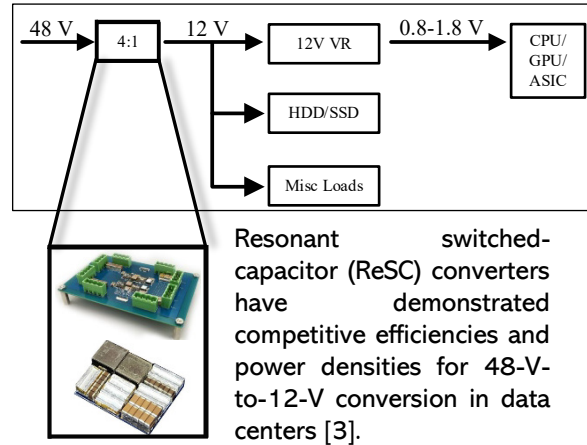 48 V
4:1
12 V
12V VR
0.8-1.8 V
CPU/
GPU/
ASIC
HDD/SSD
Misc Loads
Resonant switched-
capacitor (ReSC) converters
have demonstrated
competitive efficiencies and
power densities for 48-V-
to-12-V conversion in data
centers [3].